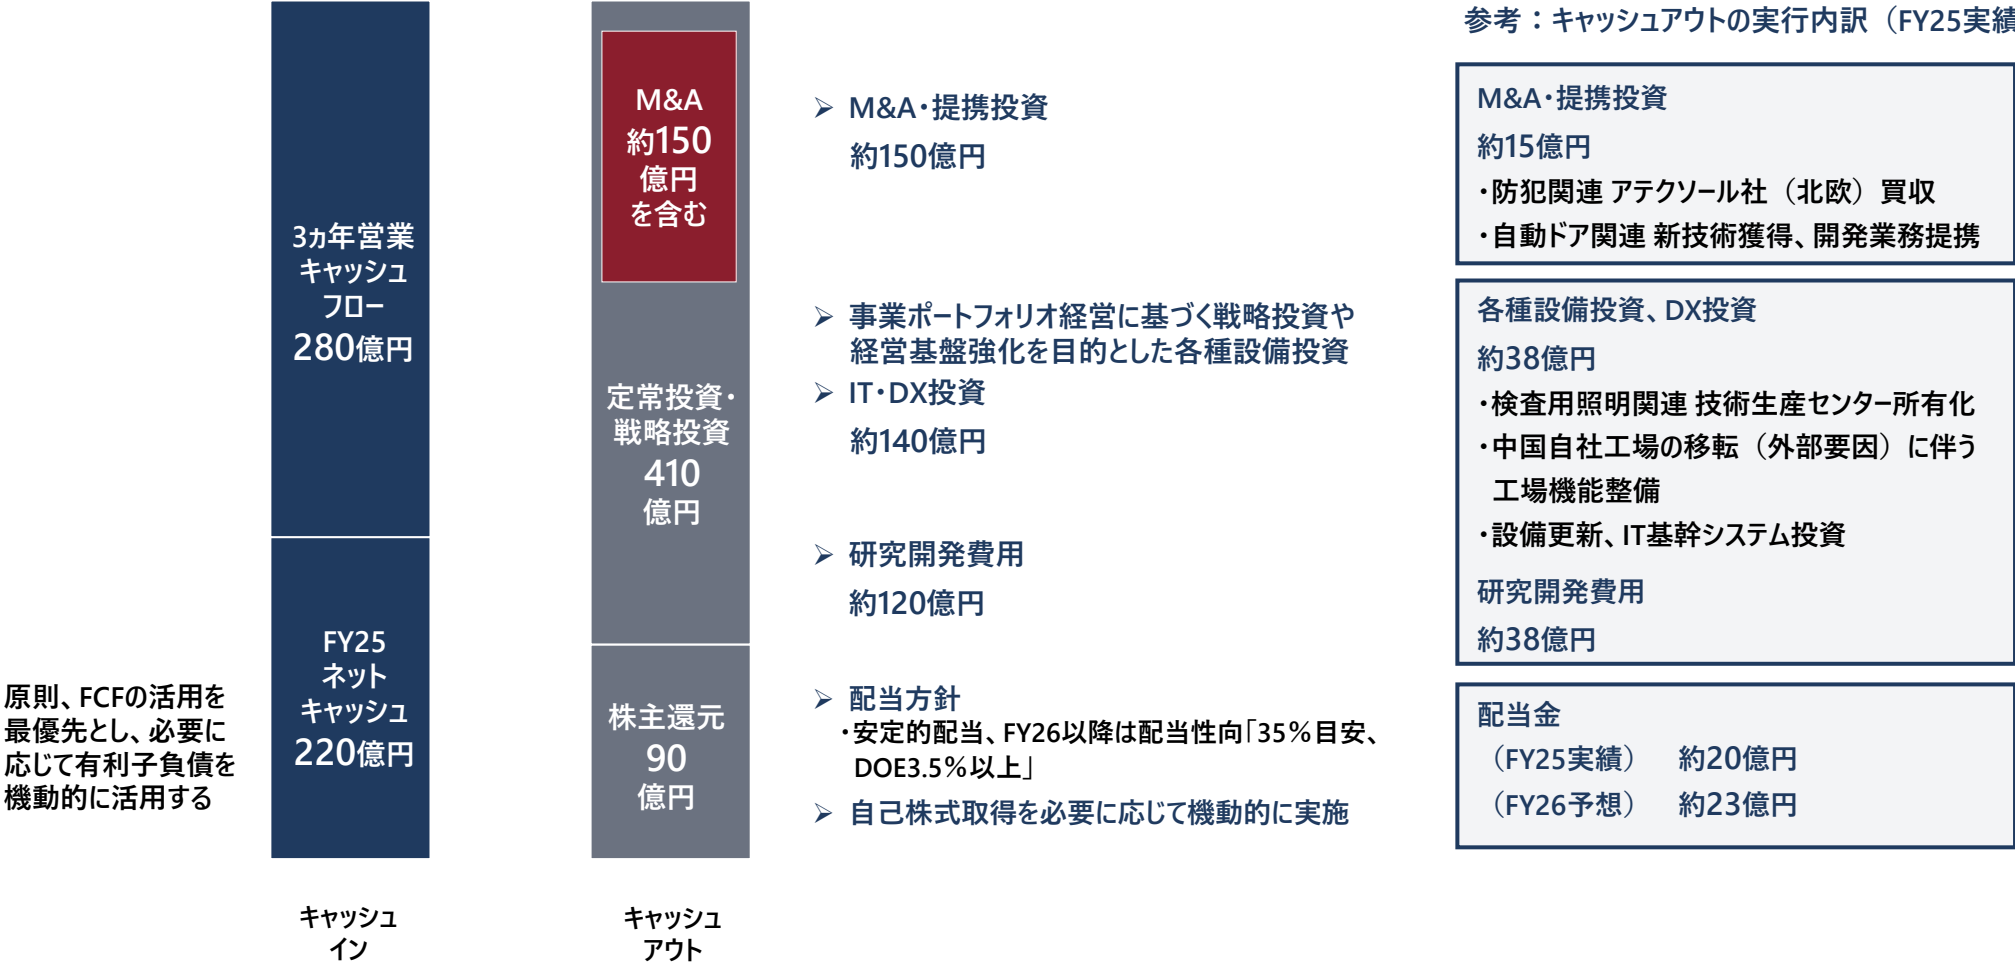 3ヵ年営業
キャッシュ
フロー
280億円
FY25
ネット
キャッシュ
220億円
原則、FCFの活用を
最優先とし、必要に
応じて有利子負債を
機動的に活用する
キャッシュ
イン
M&A
約150
億円
を含む
定常投資・
戦略投資
410
億円
株主還元
90
億円
キャッシュ
アウト
➢ M&A・提携投資
約150億円
➢ 事業ポートフォリオ経営に基づく戦略投資や
経営基盤強化を目的とした各種設備投資
➢ IT・DX投資
約140億円
➢ 研究開発費用
約120億円
➢ 配当方針
・安定的配当、FY26以降は配当性向「35%目安、
DOE3.5%以上」
➢ 自己株式取得を必要に応じて機動的に実施
参考：キャッシュアウトの実行内訳（FY25実績
M&A・提携投資
約15億円
・防犯関連 アテクソール社（北欧）買収
・自動ドア関連 新技術獲得、開発業務提携
各種設備投資、DX投資
約38億円
・検査用照明関連 技術生産センター所有化
・中国自社工場の移転（外部要因）に伴う
工場機能整備
・設備更新、IT基幹システム投資
研究開発費用
約38億円
配当金
（FY25実績） 約20億円
（FY26予想） 約23億円